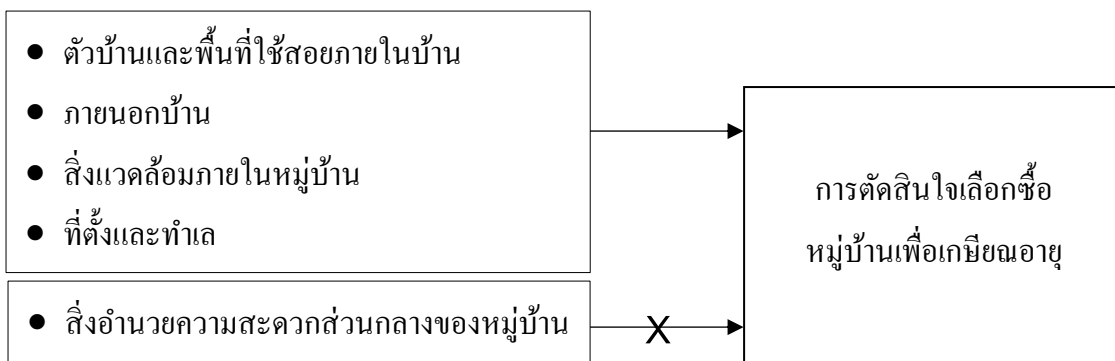 ● ตัวบ้านและพื้นที่ใช้สอยภายในบ้าน
● ภายนอกบ้าน
● สิ่งแวดล้อมภายในหมู่บ้าน
● ที่ตั้งและทำเล
● สิ่งอำนวยความสะดวกส่วนกลางของหมู่บ้าน
X
การตัดสินใจเลือกซื้อ
หมู่บ้านเพื่อเกษียณอายุ